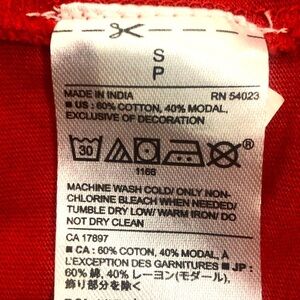 S
P
MADE IN INDIA RN 54023
■ US : 60% COTTON, 40% MODAL,
EXCLUSIVE OF DECORATION
30 ®
1166
MACHINE WASH COLD/ ONLY NON-
CHLORINE BLEACH WHEN NEEDED/
TUMBLE DRY LOW/ WARM IRON/ DO
NOT DRY CLEAN
CA 17897
■ CA : 60% COTTON, 40% MODAL, À
L'EXCEPTION DES GARNITURES ■ JP :
60% 綿, 40% レーヨン(モダール),
飾り部分を除く